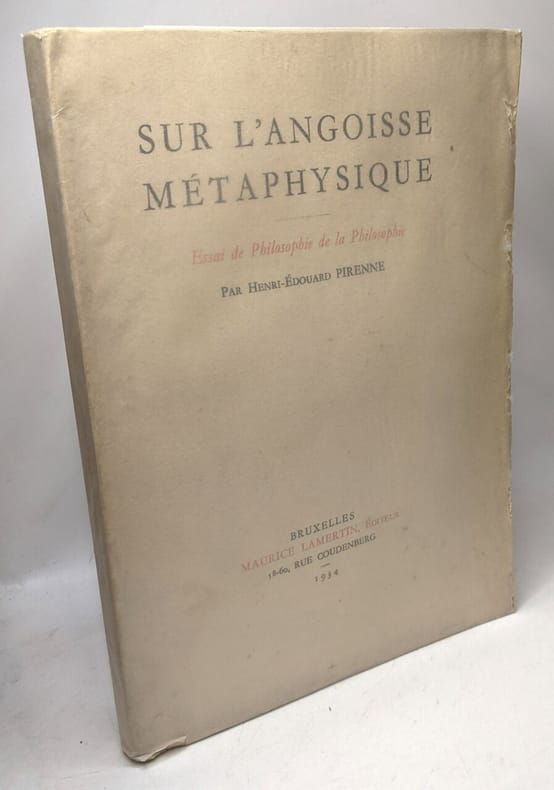 SUR L'ANGOISSE
MÉTAPHYSIQUE
Essai de Philosophie de la Philosophie
PAR HENRI-ÉDOUARD PIRENNE
BRUXELLES
MAURICE LAMERTIN, ÉDITEUR
58-60, RUE COUDENBERG
1934